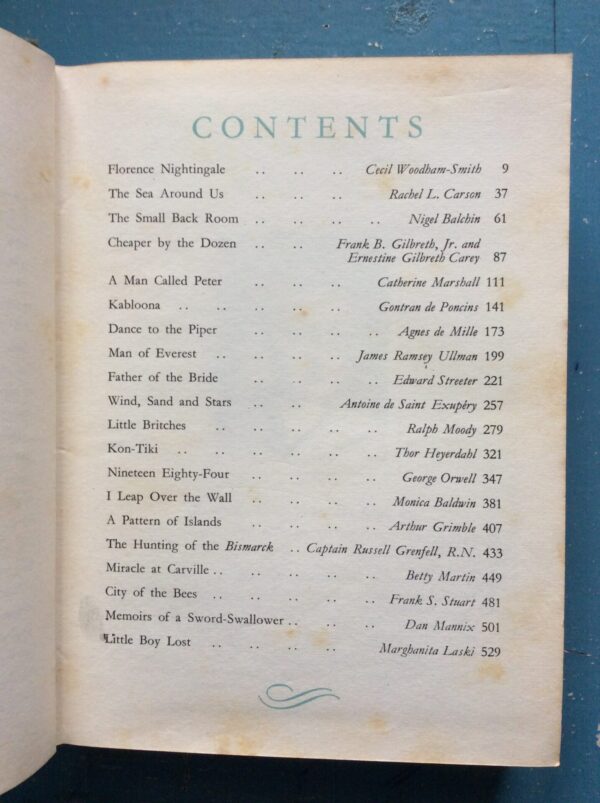 CONTENTS
Florence Nightingale .. .. .. Cecil Woodham-Smith 9
The Sea Around Us .. .. .. Rachel L. Carson 37
The Small Back Room .. .. .. .. Nigel Balchin 61
Cheaper by the Dozen .. .. Frank B. Gilbreth, Jr. and
Ernestine Gilbreth Carey 87
A Man Called Peter .. .. .. Catherine Marshall 111
Kabloona .. .. .. .. Gontran de Poncins 141
Dance to the Piper .. .. .. .. Agnes de Mille 173
Man of Everest .. .. .. .. James Ramsey Ullman 199
Father of the Bride .. .. .. .. Edward Streeter 221
Wind, Sand and Stars .. .. Antoine de Saint Exupéry 257
Little Britches .. .. .. .. .. Ralph Moody 279
Kon-Tiki .. .. .. .. .. Thor Heyerdahl 321
Nineteen Eighty-Four .. .. .. .. George Orwell 347
I Leap Over the Wall .. .. .. Monica Baldwin 381
A Pattern of Islands .. .. .. .. Arthur Grimble 407
The Hunting of the Bismarck .. Captain Russell Grenfell, R.N. 433
Miracle at Carville .. .. .. .. .. Betty Martin 449
City of the Bees .. .. .. .. .. Frank S. Stuart 481
Memoirs of a Sword-Swallower .. .. .. Dan Mannix 501
Little Boy Lost .. .. .. .. Marghanita Laski 529